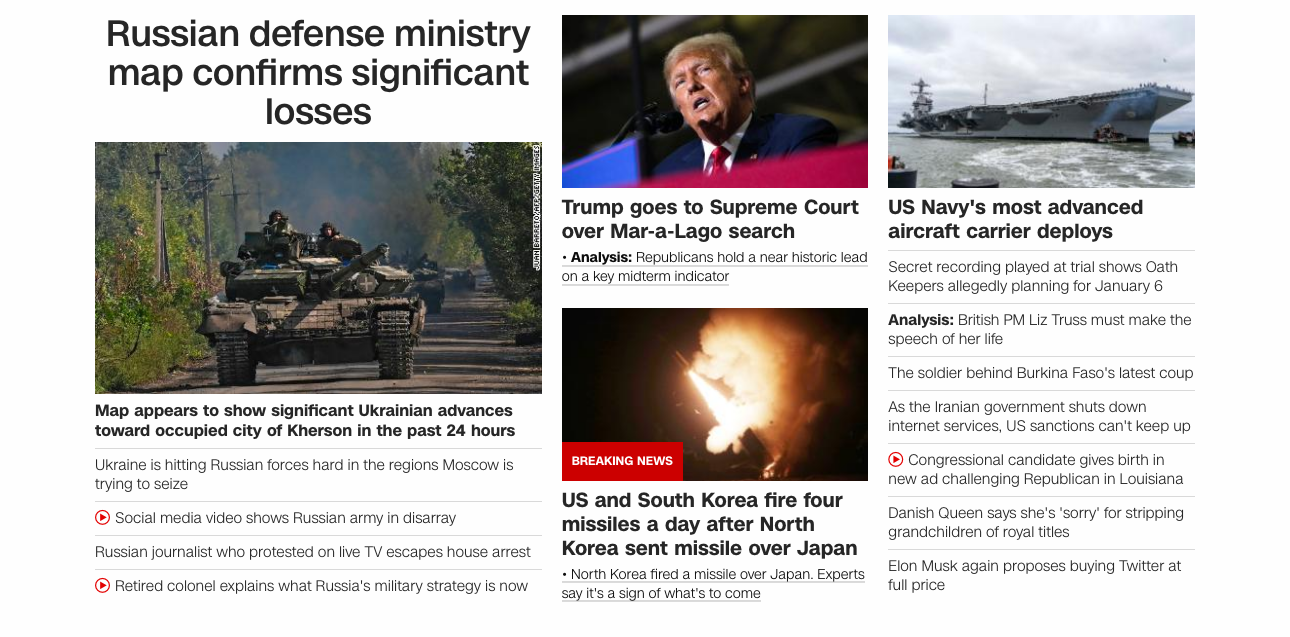 Russian defense ministry
map confirms significant
losses
JUAN BARRETO/AFP/GETTY IMAGES
Map appears to show significant Ukrainian advances
toward occupied city of Kherson in the past 24 hours
Ukraine is hitting Russian forces hard in the regions Moscow is
trying to seize
Social media video shows Russian army in disarray
Russian journalist who protested on live TV escapes house arrest
Retired colonel explains what Russia's military strategy is now
Trump goes to Supreme Court
over Mar-a-Lago search
• Analysis: Republicans hold a near historic lead
on a key midterm indicator
BREAKING NEWS
US and South Korea fire four
missiles a day after North
Korea sent missile over Japan
• North Korea fired a missile over Japan. Experts
say it's a sign of what's to come
US Navy's most advanced
aircraft carrier deploys
Secret recording played at trial shows Oath
Keepers allegedly planning for January 6
Analysis: British PM Liz Truss must make the
speech of her life
The soldier behind Burkina Faso's latest coup
As the Iranian government shuts down
internet services, US sanctions can't keep up
Congressional candidate gives birth in
new ad challenging Republican in Louisiana
Danish Queen says she's 'sorry' for stripping
grandchildren of royal titles
Elon Musk again proposes buying Twitter at
full price